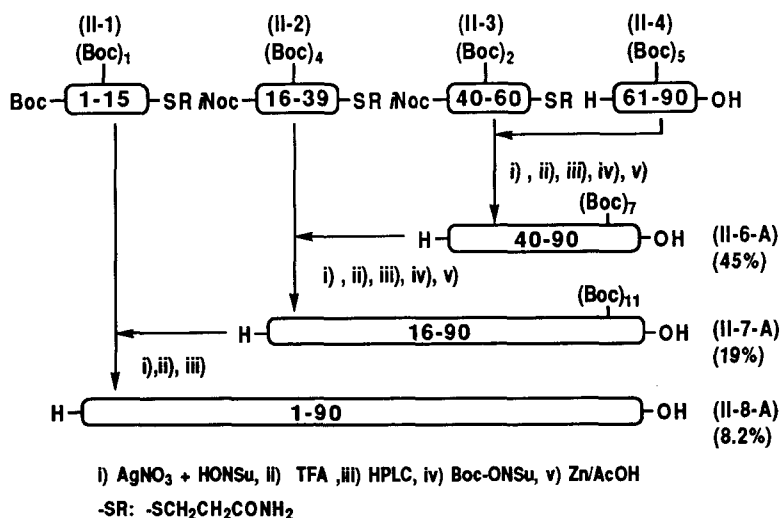 (II-1) (II-2) (II-3) (II-4)
(Boc)₁ (Boc)₄ (Boc)₂ (Boc)₅
Boc 1-15 SR iNoc 16-39 SR iNoc 40-60 SR H 61-90 OH
i) , ii), iii), iv), v)
(Boc)₇
H 40-90 OH (II-6-A)
(45%)
i) , ii), iii), iv), v)
(Boc)₁₁
H 16-90 OH (II-7-A)
(19%)
i),ii), iii)
H 1-90 OH (II-8-A)
(8.2%)
i) AgNO₃ + HONSu, ii) TFA ,iii) HPLC, iv) Boc-ONSu, v) Zn/AcOH
-SR: -SCH₂CH₂CONH₂